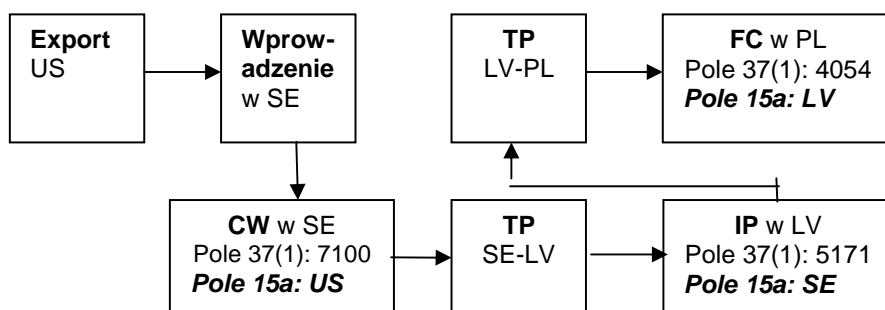 Export
US
Wprow-
adzenie
w SE
TP
LV-PL
FC w PL
Pole 37(1): 4054
Pole 15a: LV
CW w SE
Pole 37(1): 7100
Pole 15a: US
TP
SE-LV
IP w LV
Pole 37(1): 5171
Pole 15a: SE